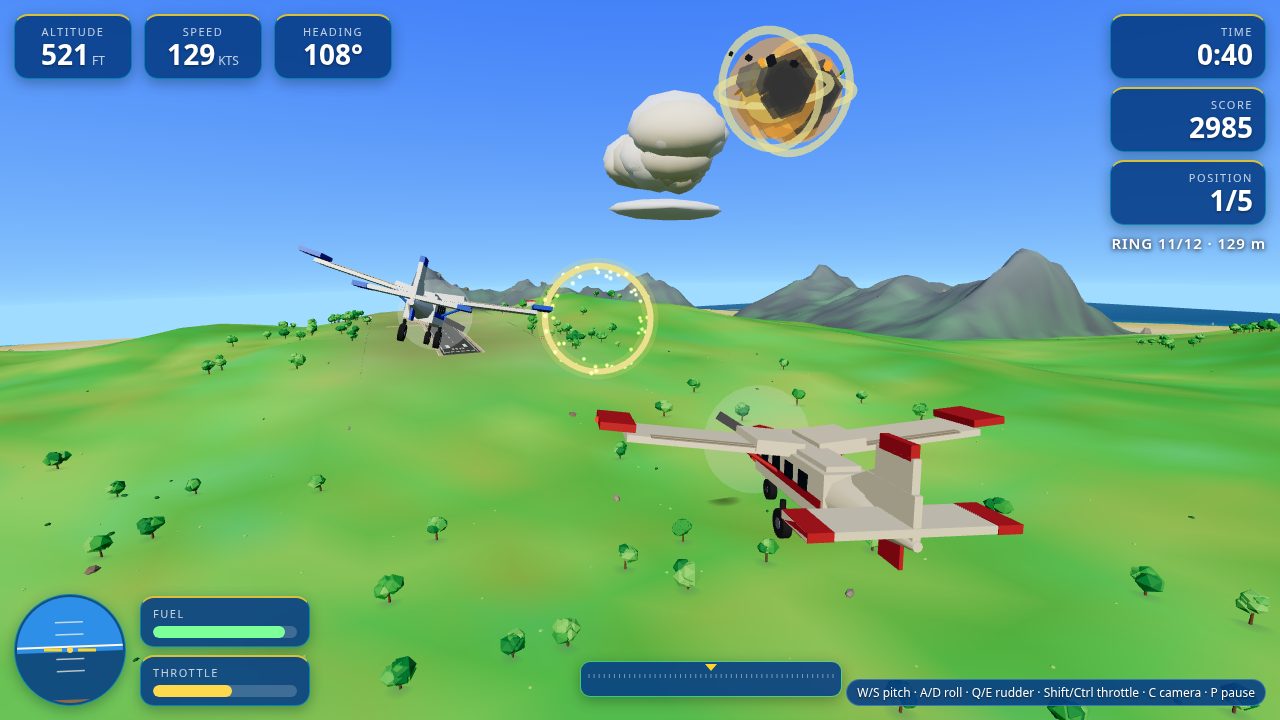 ALTITUDE
521 FT
SPEED
129 KTS
HEADING
108°
TIME
0:40
SCORE
2985
POSITION
1/5
RING 11/12 · 129 m
FUEL
THROTTLE
W/S pitch · A/D roll · Q/E rudder · Shift/Ctrl throttle · C camera · P pause